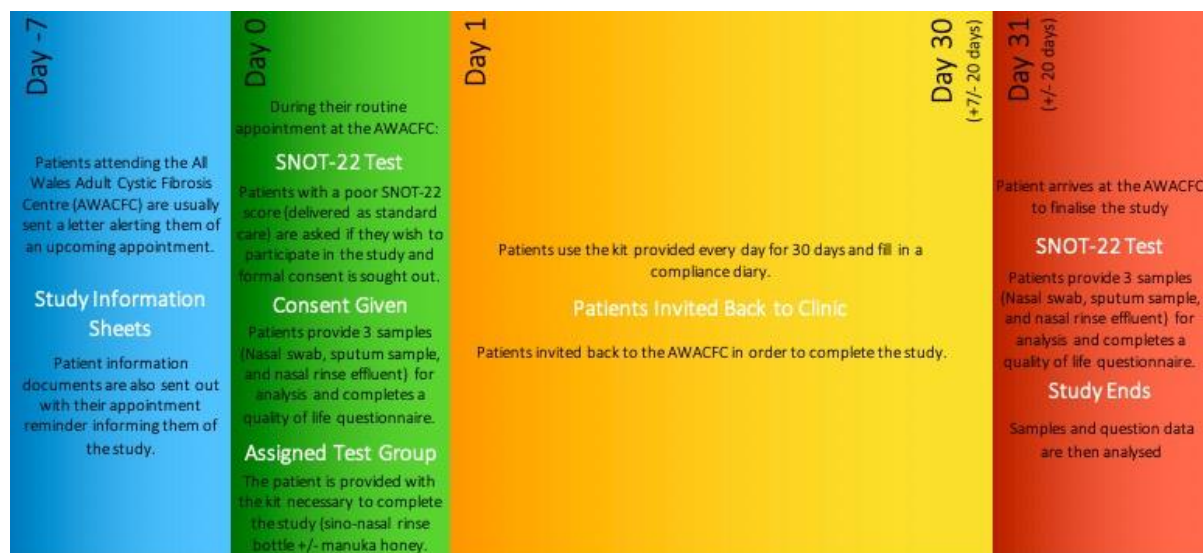 Day -7
Patients attending the All
Wales Adult Cystic Fibrosis
Centre (AWACFC) are usually
sent a letter alerting them of
an upcoming appointment.
Study Information
Sheets
Patient information
documents are also sent out
with their appointment
reminder informing them of
the study.
Day 0
During their routine
appointment at the AWACFC:
SNOT-22 Test
Patients with a poor SNOT-22
score (delivered as standard
care) are asked if they wish to
participate in the study and
formal consent is sought out.
Consent Given
Patients provide 3 samples
(Nasal swab, sputum sample,
and nasal rinse effluent) for
analysis and completes a
quality of life questionnaire.
Assigned Test Group
The patient is provided with
the kit necessary to complete
the study (sino-nasal rinse
bottle +/- manuka honey.
Day 1
Patients use the kit provided every day for 30 days and fill in a
compliance diary.
Patients Invited Back to Clinic
Patients invited back to the AWACFC in order to complete the study.
Day 30
(+7/- 20 days)
Day 31
(+/- 20 days)
Patient arrives at the AWACFC
to finalise the study
SNOT-22 Test
Patients provide 3 samples
(Nasal swab, sputum sample,
and nasal rinse effluent) for
analysis and completes a
quality of life questionnaire.
Study Ends
Samples and question data
are then analysed